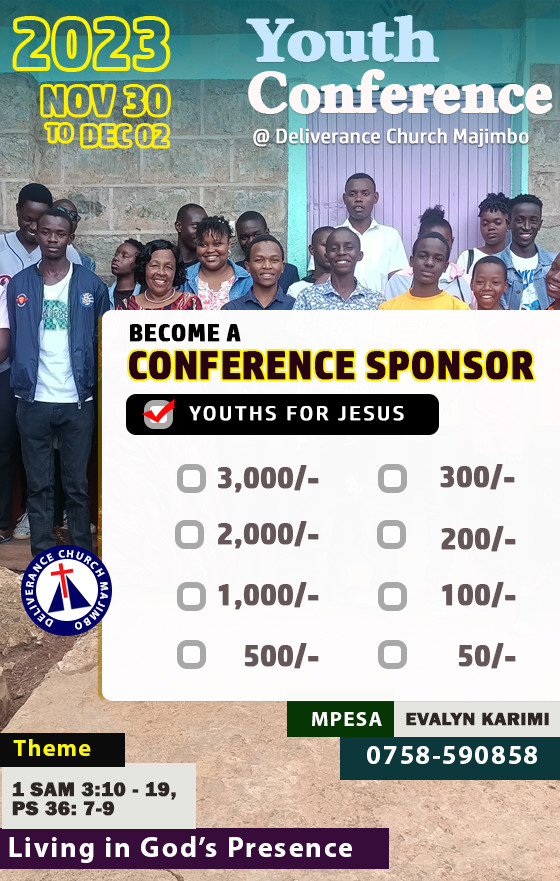 2023
NOV 30
TO DEC 02
Youth
Conference
@ Deliverance Church Majimbo
BECOME A
CONFERENCE SPONSOR
YOUTHS FOR JESUS
3,000/-
300/-
2,000/-
200/-
1,000/-
100/-
500/-
50/-
DELIVERANCE CHURCH MAJIMBO
MPESA
EVALYN KARIMI
0758-590858
Theme
1 SAM 3:10 - 19,
PS 36: 7-9
Living in God's Presence